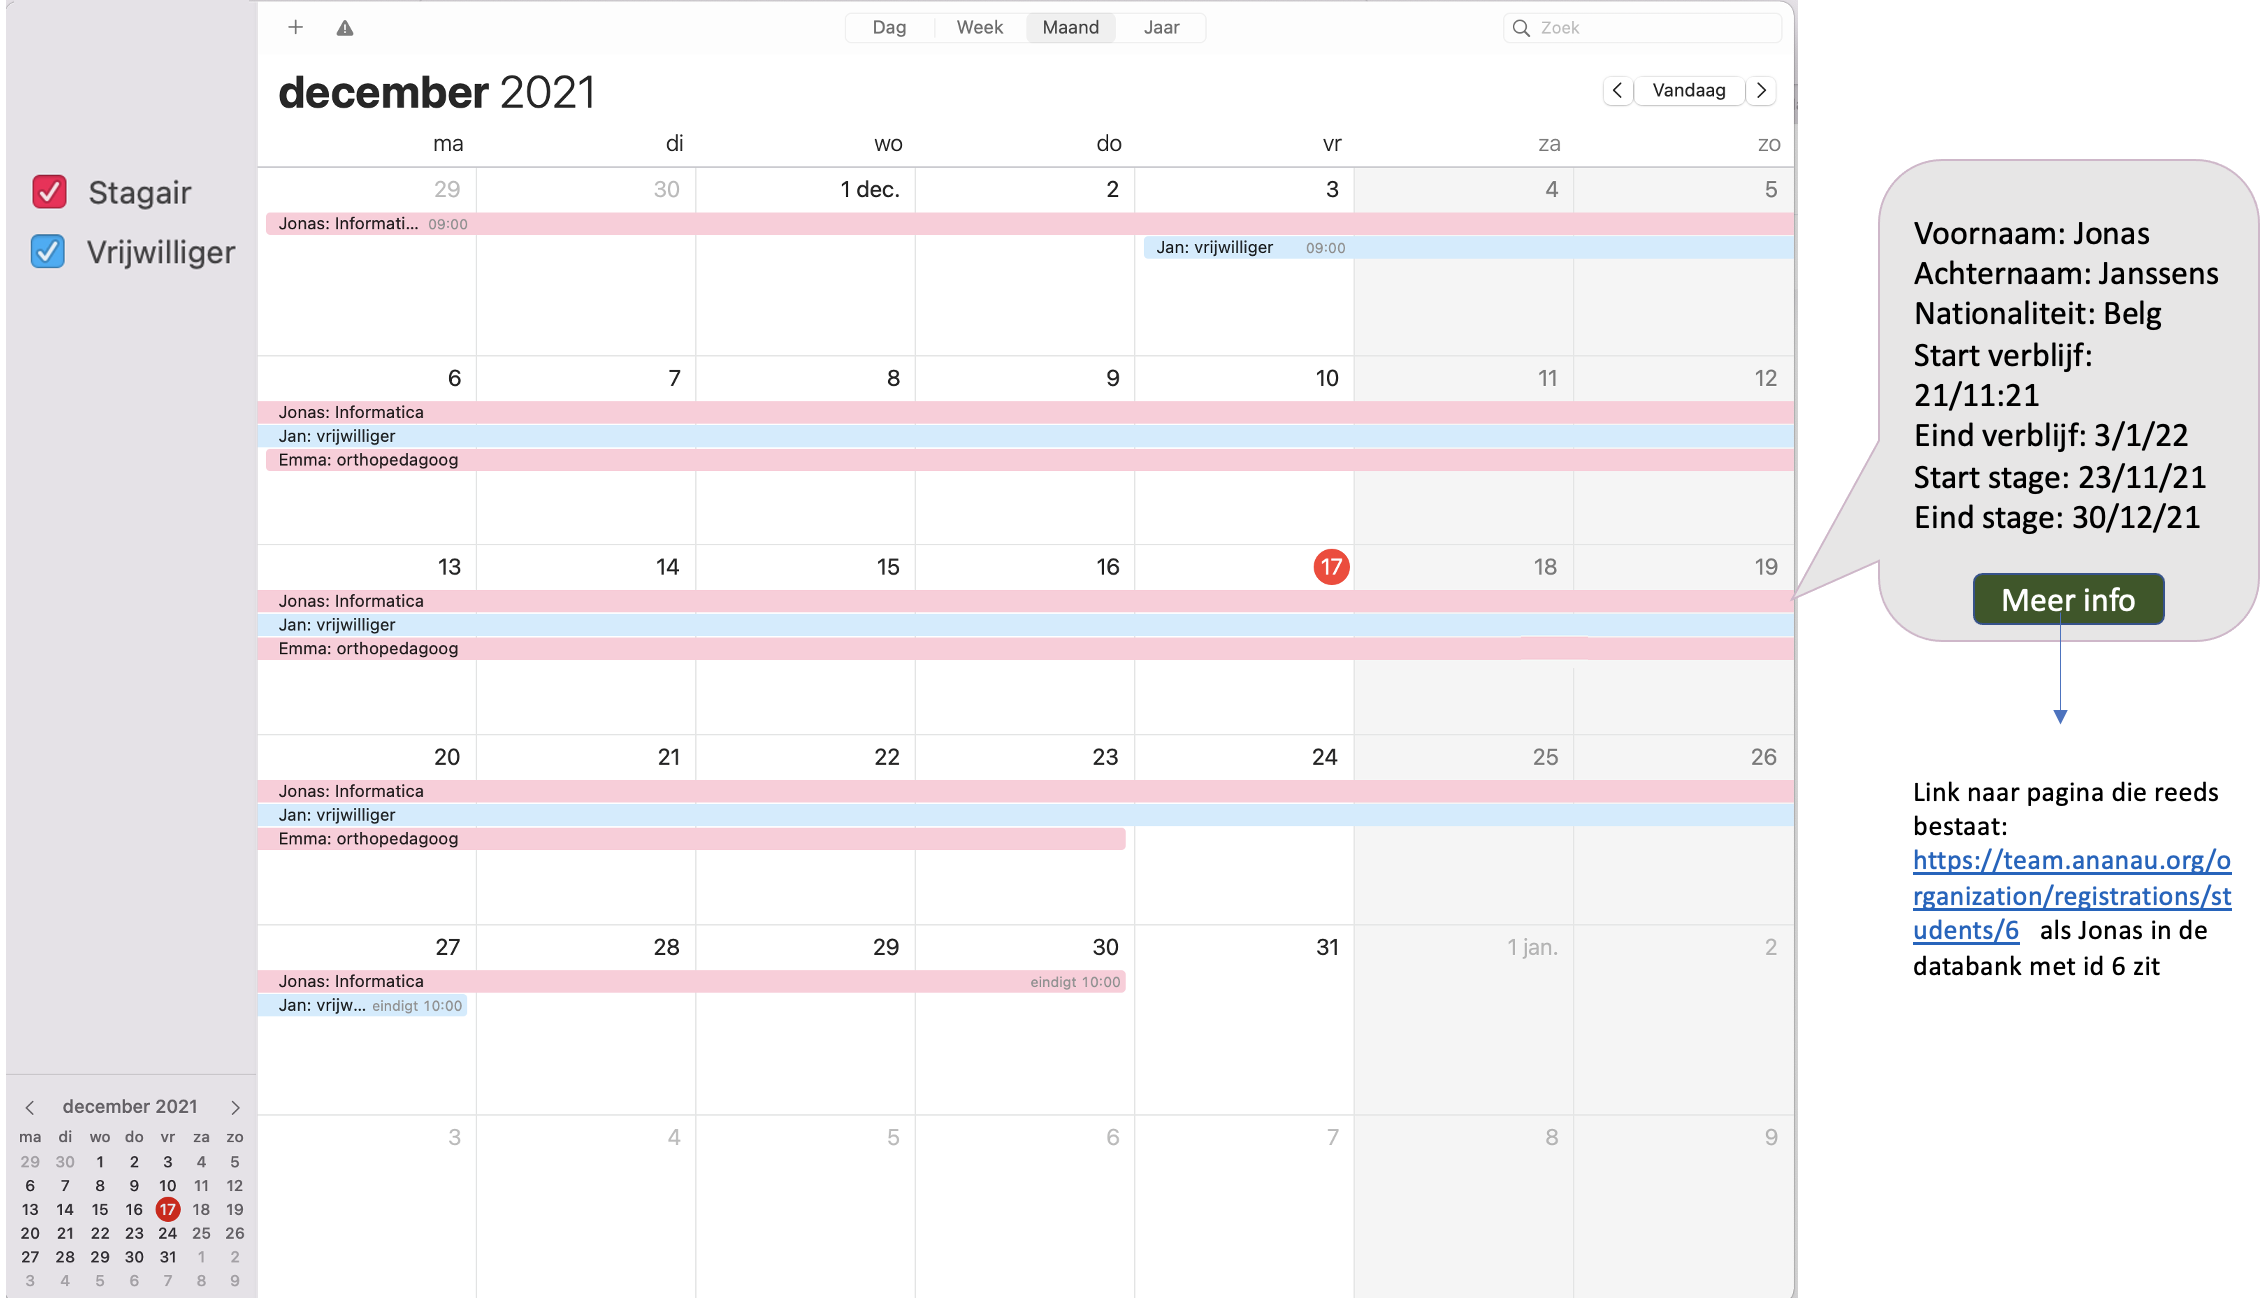 Dag Week Maand Jaar
Zoek
december 2021
Vandaag
ma di wo do vr za zo
Stagair
Vrijwilliger
29 30 1 dec. 2 3 4 5
Jonas: Informati... 09:00
Jan: vrijwilliger 09:00
6 7 8 9 10 11 12
Jonas: Informatica
Jan: vrijwilliger
Emma: orthopedagoog
13 14 15 16 17 18 19
Jonas: Informatica
Jan: vrijwilliger
Emma: orthopedagoog
20 21 22 23 24 25 26
Jonas: Informatica
Jan: vrijwilliger
Emma: orthopedagoog
27 28 29 30 31 1 jan. 2
Jonas: Informatica eindigt 10:00
Jan: vrijw... eindigt 10:00
3 4 5 6 7 8 9
december 2021
ma di wo do vr za zo
29 30 1 2 3 4 5
6 7 8 9 10 11 12
13 14 15 16 17 18 19
20 21 22 23 24 25 26
27 28 29 30 31 1 2
3 4 5 6 7 8 9
Voornaam: Jonas
Achternaam: Janssens
Nationaliteit: Belg
Start verblijf:
21/11:21
Eind verblijf: 3/1/22
Start stage: 23/11/21
Eind stage: 30/12/21
Meer info
Link naar pagina die reeds
bestaat:
https://team.ananau.org/o
rganization/registrations/st
udents/6 als Jonas in de
databank met id 6 zit